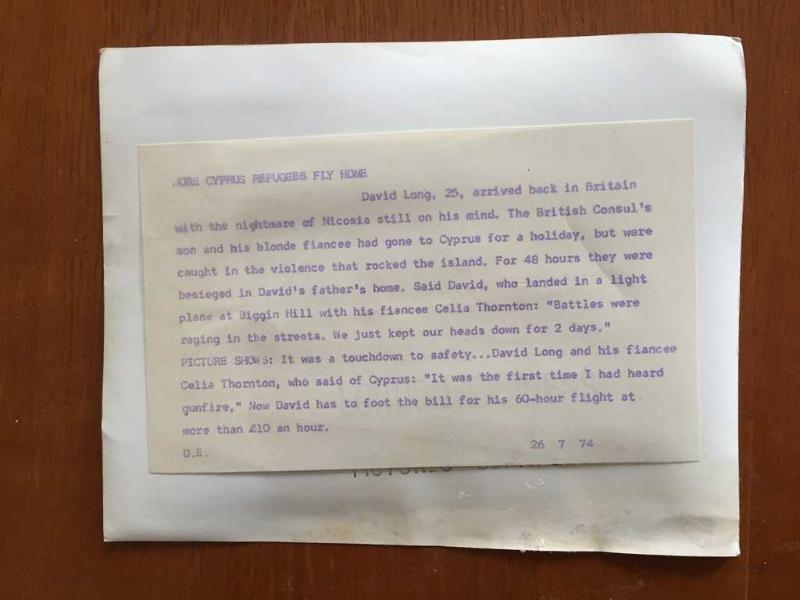 MORE CYPRUS REFUGEES FLY HOME
David Long, 25, arrived back in Britain
with the nightmare of Nicosia still on his mind. The British Consul's
son and his blonde fiancee had gone to Cyprus for a holiday, but were
caught in the violence that rocked the island. For 48 hours they were
besieged in David's father's home. Said David, who landed in a light
plane at Biggin Hill with his fiancee Celia Thornton: "Battles were
raging in the streets. We just kept our heads down for 2 days."
PICTURE SHOWS: It was a touchdown to safety...David Long and his fiancee
Celia Thornton, who said of Cyprus: "It was the first time I had heard
gunfire," Now David has to foot the bill for his 60-hour flight at
more than £10 an hour.
D.E. 26 7 74